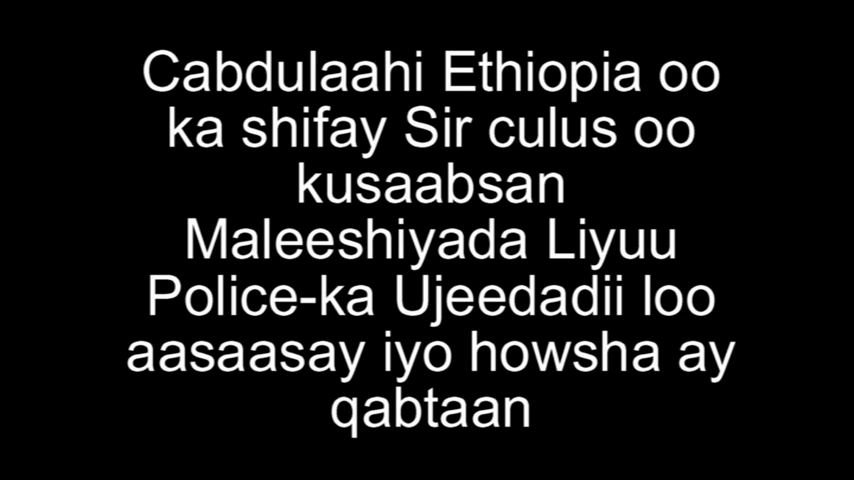 Cabdulaahi Ethiopia oo
ka shifay Sir culus oo
kusaabsan
Maleeshiyada Liyuu
Police-ka Ujeedadii loo
aasaasay iyo howsha ay
qabtaan